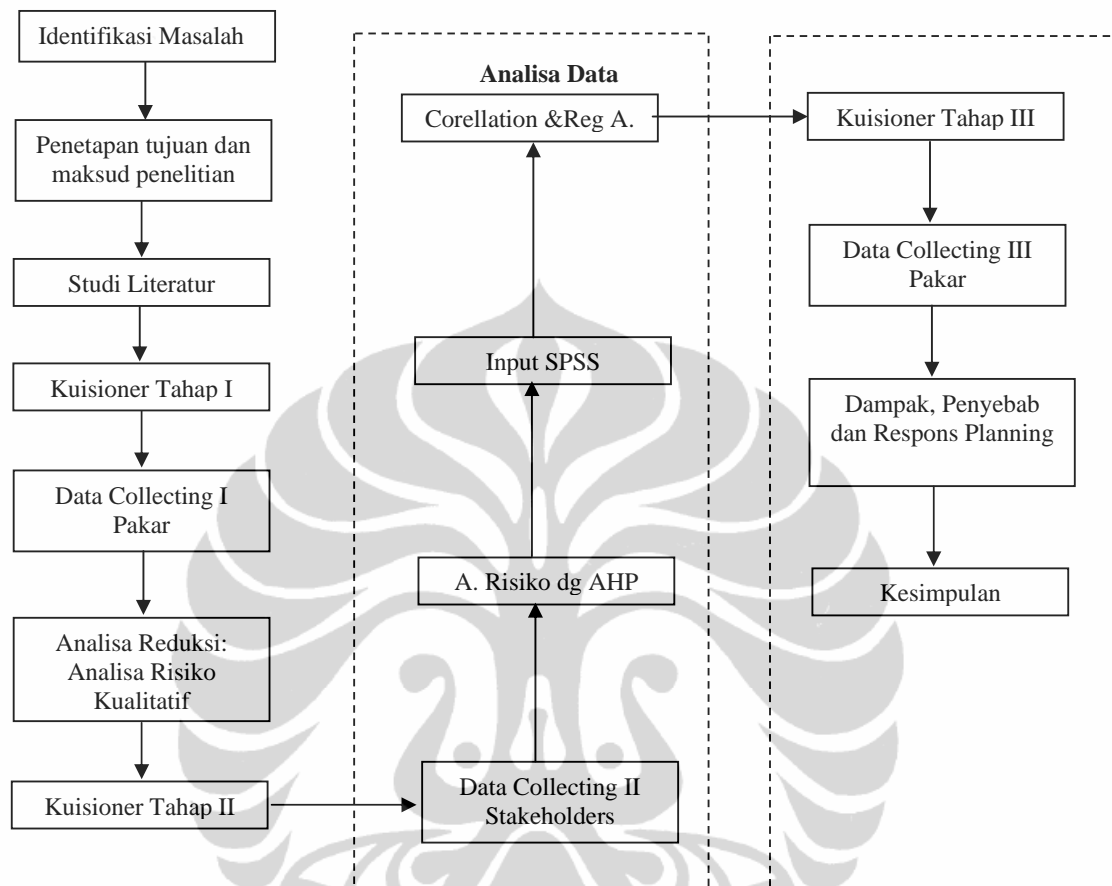 Identifikasi Masalah
Penetapan tujuan dan
maksud penelitian
Studi Literatur
Kuisioner Tahap I
Data Collecting I
Pakar
Analisa Reduksi:
Analisa Risiko
Kualitatif
Kuisioner Tahap II
Analisa Data
Corellation &Reg A.
Input SPSS
A. Risiko dg AHP
Data Collecting II
Stakeholders
Kuisioner Tahap III
Data Collecting III
Pakar
Dampak, Penyebab
dan Respons Planning
Kesimpulan